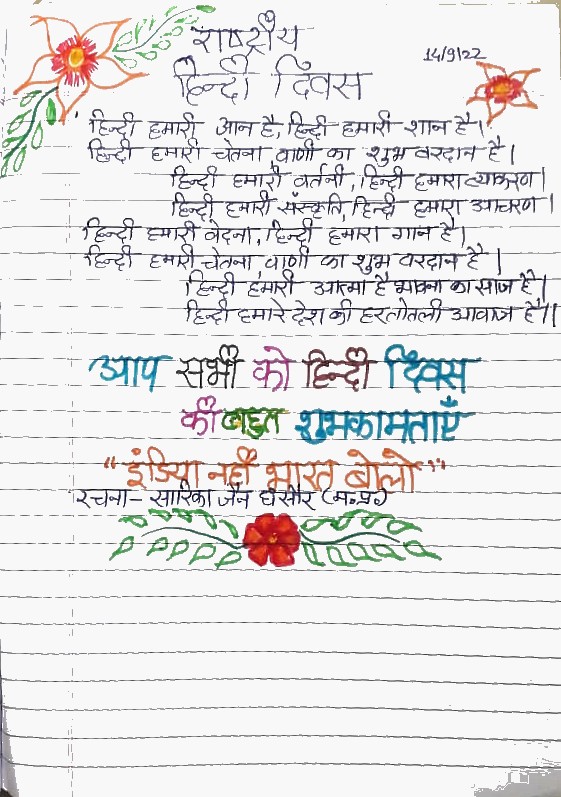 राष्ट्रीय
14/9/22
हिन्दी दिवस
हिन्दी हमारी आन है, हिन्दी हमारी शान है।
हिन्दी हमारी चेतना वाणी का शुभ वरदान है।
हिन्दी हमारी वर्तनी, हिन्दी हमारा व्याकरण।
हिन्दी हमारी संस्कृति, हिन्दी हमारा आचरण।
हिन्दी हमारी वेदना, हिन्दी हमारा गान है।
हिन्दी हमारी चेतना वाणी का शुभ वरदान है।
हिन्दी हमारी आत्मा है भावना का साज है।
हिन्दी हमारे देश की हर तोतली आवाज है।।
आप सभी को हिन्दी दिवस
की बहुत शुभकामनाएँ
"इंडिया नहीं भारत बोलो"
रचना- सारिका जैन (म.प्र)